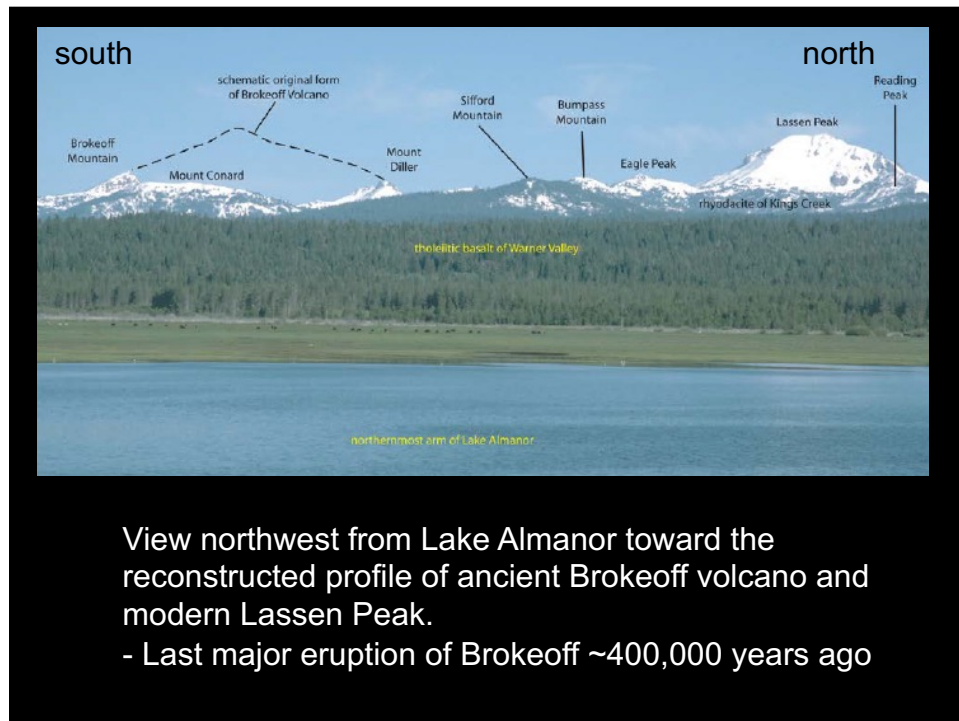 south
north
schematic original form
of Brokeoff Volcano
Reading
Peak
Sifford
Mountain
Bumpass
Mountain
Lassen Peak
Brokeoff
Mountain
Mount
Diller
Eagle Peak
Mount Conard
rhyodacite of Kings Creek
tholeiitic basalt of Warner Valley
northernmost arm of Lake Almanor
View northwest from Lake Almanor toward the
reconstructed profile of ancient Brokeoff volcano and
modern Lassen Peak.
- Last major eruption of Brokeoff ~400,000 years ago